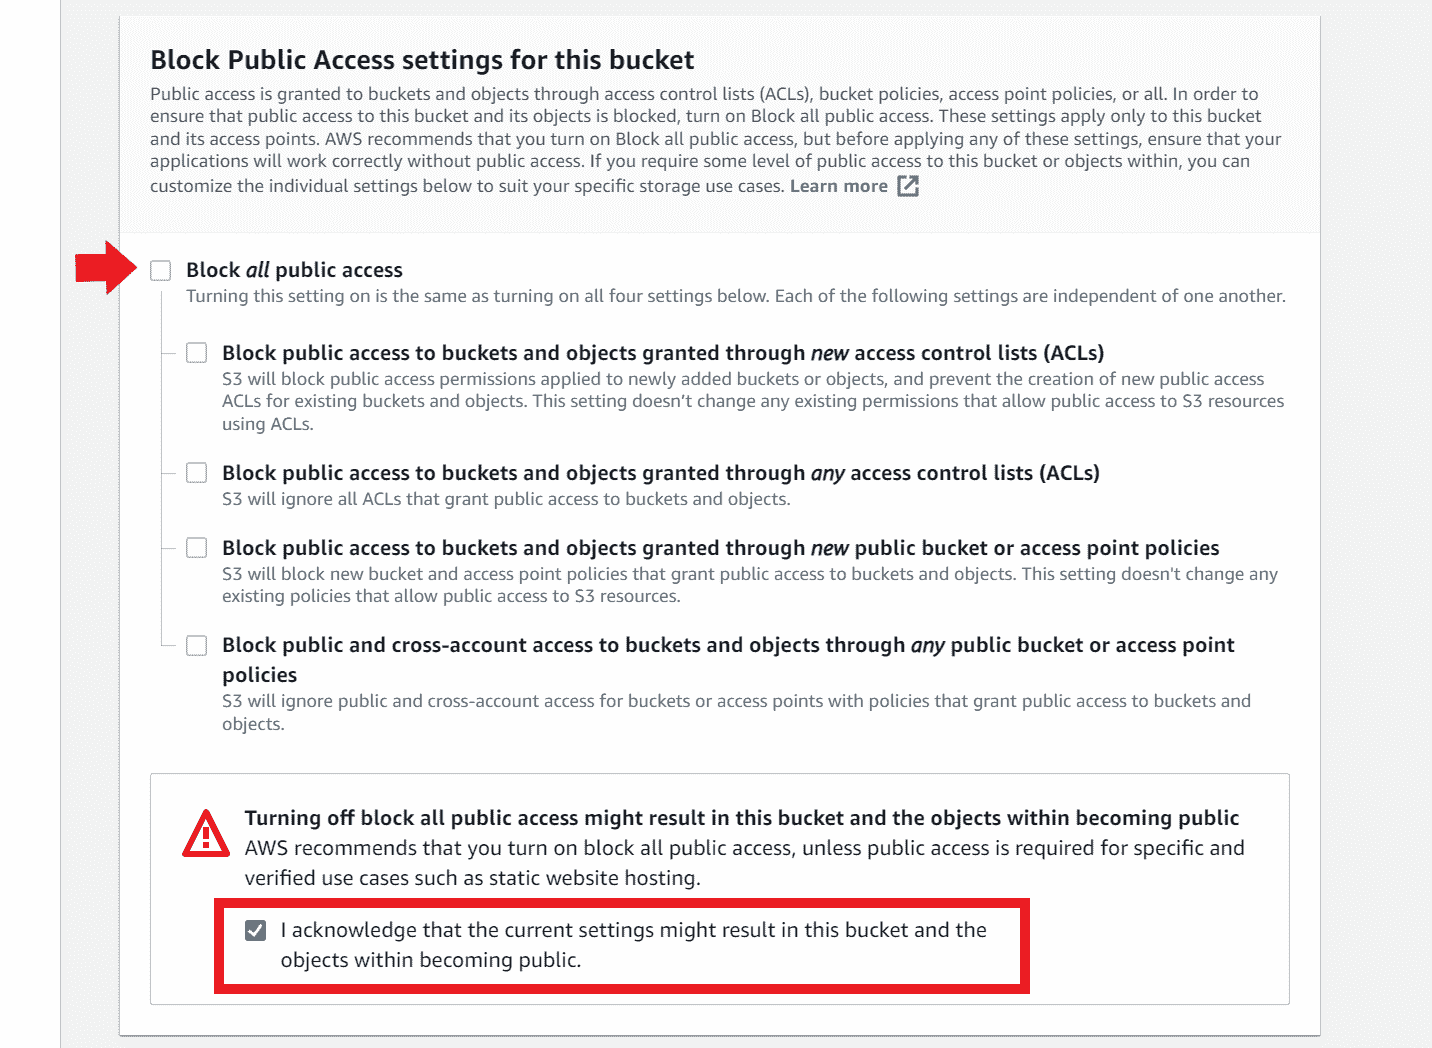 Block Public Access settings for this bucket
Public access is granted to buckets and objects through access control lists (ACLs), bucket policies, access point policies, or all. In order to
ensure that public access to this bucket and its objects is blocked, turn on Block all public access. These settings apply only to this bucket
and its access points. AWS recommends that you turn on Block all public access, but before applying any of these settings, ensure that your
applications will work correctly without public access. If you require some level of public access to this bucket or objects within, you can
customize the individual settings below to suit your specific storage use cases. Learn more
Block all public access
Turning this setting on is the same as turning on all four settings below. Each of the following settings are independent of one another.
Block public access to buckets and objects granted through new access control lists (ACLs)
S3 will block public access permissions applied to newly added buckets or objects, and prevent the creation of new public access
ACLs for existing buckets and objects. This setting doesn’t change any existing permissions that allow public access to S3 resources
using ACLs.
Block public access to buckets and objects granted through any access control lists (ACLs)
S3 will ignore all ACLs that grant public access to buckets and objects.
Block public access to buckets and objects granted through new public bucket or access point policies
S3 will block new bucket and access point policies that grant public access to buckets and objects. This setting doesn't change any
existing policies that allow public access to S3 resources.
Block public and cross-account access to buckets and objects through any public bucket or access point
policies
S3 will ignore public and cross-account access for buckets or access points with policies that grant public access to buckets and
objects.
Turning off block all public access might result in this bucket and the objects within becoming public
AWS recommends that you turn on block all public access, unless public access is required for specific and
verified use cases such as static website hosting.
I acknowledge that the current settings might result in this bucket and the
objects within becoming public.